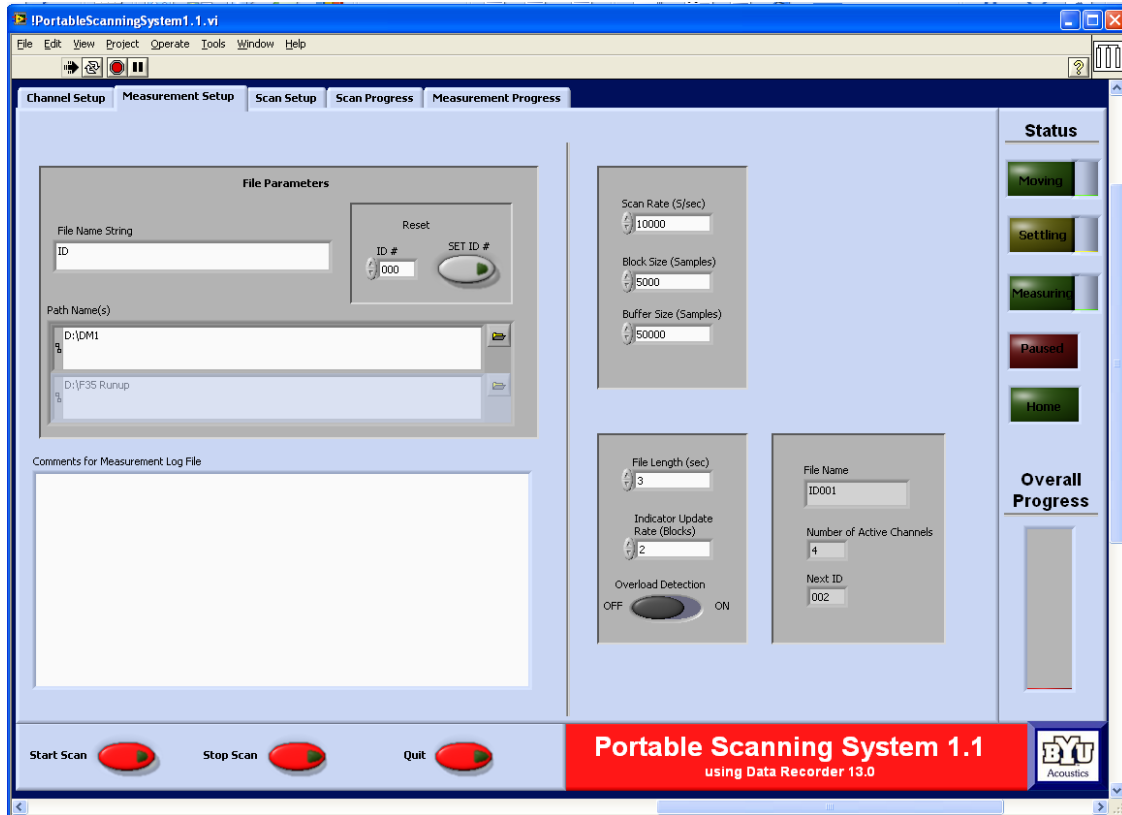 !PortableScanningSystem1.1.vi
File Edit View Project Operate Tools Window Help
Channel Setup Measurement Setup Scan Setup Scan Progress Measurement Progress
File Parameters
File Name String
ID
Reset
ID #
000
SET ID #
Path Name(s)
D:\DM1
D:\F35 Runup
Comments for Measurement Log File
Scan Rate (S/sec)
10000
Block Size (Samples)
5000
Buffer Size (Samples)
50000
File Length (sec)
3
Indicator Update
Rate (Blocks)
2
Overload Detection
OFF ON
File Name
ID001
Number of Active Channels
4
Next ID
002
Status
Moving
Settling
Measuring
Paused
Home
Overall
Progress
Start Scan Stop Scan Quit
Portable Scanning System 1.1
using Data Recorder 13.0
BYU
Acoustics